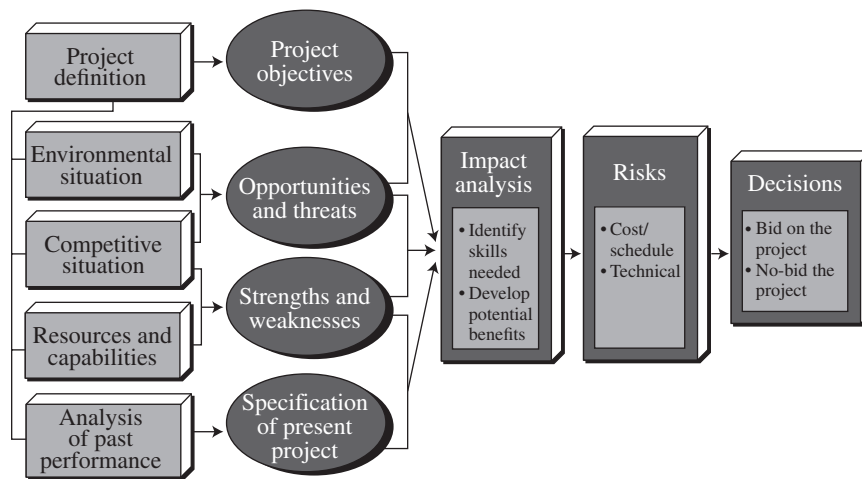 Project
definition
Project
objectives
Environmental
situation
Opportunities
and threats
Competitive
situation
Strengths and
weaknesses
Resources and
capabilities
Analysis
of past
performance
Specification
of present
project
Impact
analysis
• Identify
skills
needed
• Develop
potential
benefits
Risks
• Cost/
schedule
• Technical
Decisions
• Bid on the
project
• No-bid the
project